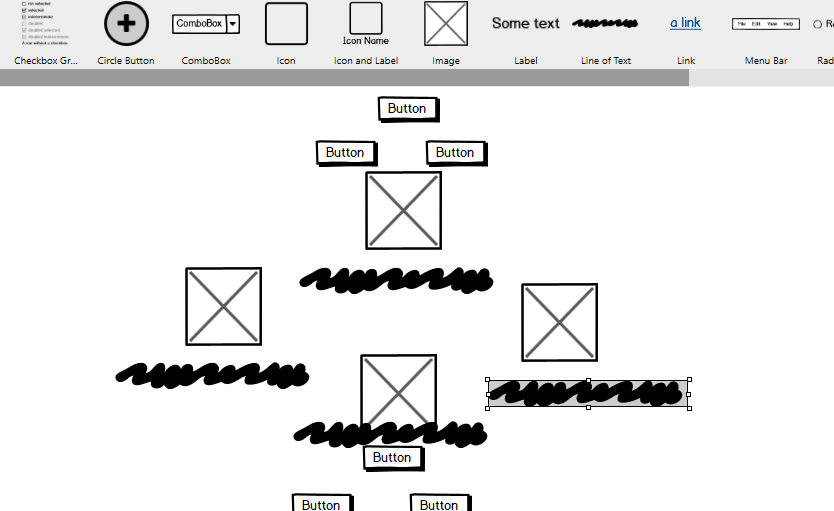 not selected
selected
indeterminate
disabled
disabled selected
disabled indeterminate
A row without a checkbox
ComboBox
Icon Name
Some text
a link
File Edit View Help
Checkbox Gr...
Circle Button
ComboBox
Icon
Icon and Label
Image
Label
Line of Text
Link
Menu Bar
Button
Button
Button
Button
Button
Button